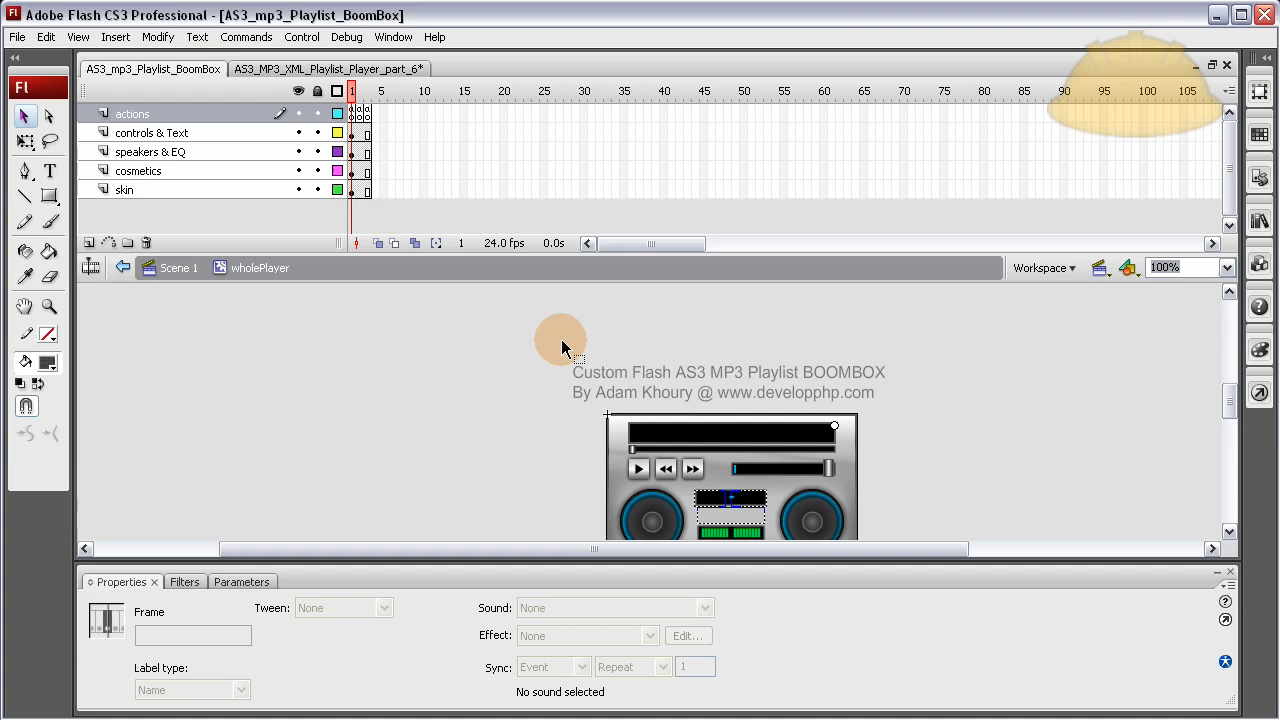 Adobe Flash CS3 Professional - [AS3_mp3_Playlist_BoomBox]
File Edit View Insert Modify Text Commands Control Debug Window Help
AS3_mp3_Playlist_BoomBox AS3_MP3_XML_Playlist_Player_part_6*
Fl
1 5 10 15 20 25 30 35 40 45 50 55 60 65 70 75 80 85 90 95 100 105
actions
controls & Text
speakers & EQ
cosmetics
skin
1 24.0 fps 0.0s
Scene 1 wholePlayer Workspace 100%
Custom Flash AS3 MP3 Playlist BOOMBOX
By Adam Khoury @ www.developphp.com
Properties Filters Parameters
Frame Tween: None Sound: None
Effect: None Edit...
Label type: Sync: Event Repeat 1
Name No sound selected